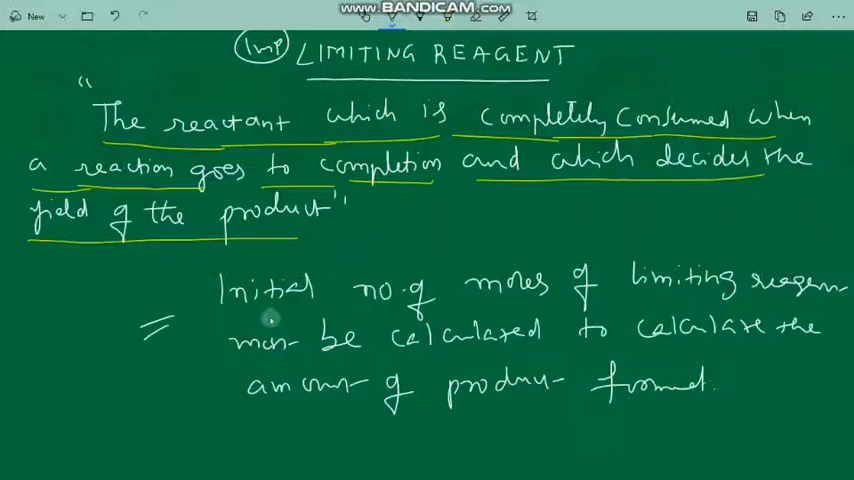 WWW.BANDICAM.COM
New
Imp LIMITING REAGENT
"
The reactant which is completely consumed when
a reaction goes to completion and which decides the
yield of the product"
Initial no. of moles of limiting reagent
= must be calculated to calculate the
amount of product formed.